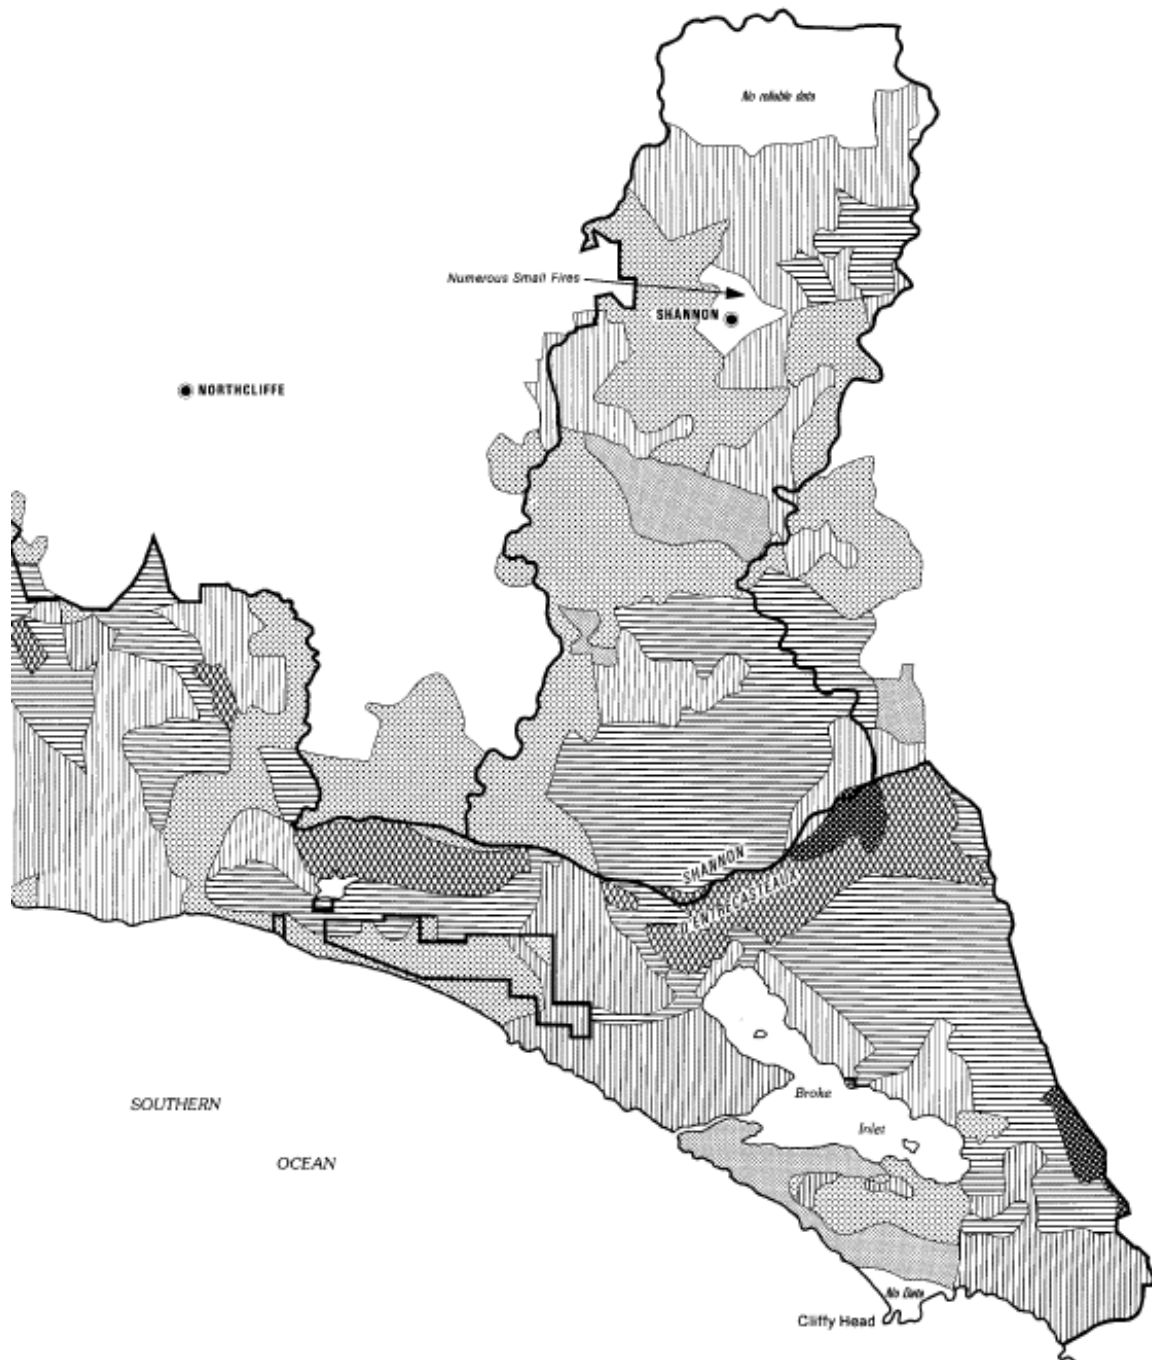 No reliable data
Numerous Small Fires
SHANNON
NORTHCLIFFE
SHANNON
D'ENTRECASTEAUX
Broke
Inlet
SOUTHERN
OCEAN
No Data
Cliffy Head